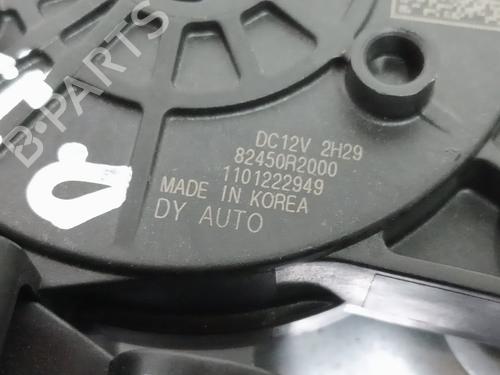 B-PARTS
DC12V 2H29
82450R2000
1101222949
MADE IN KOREA
DY AUTO